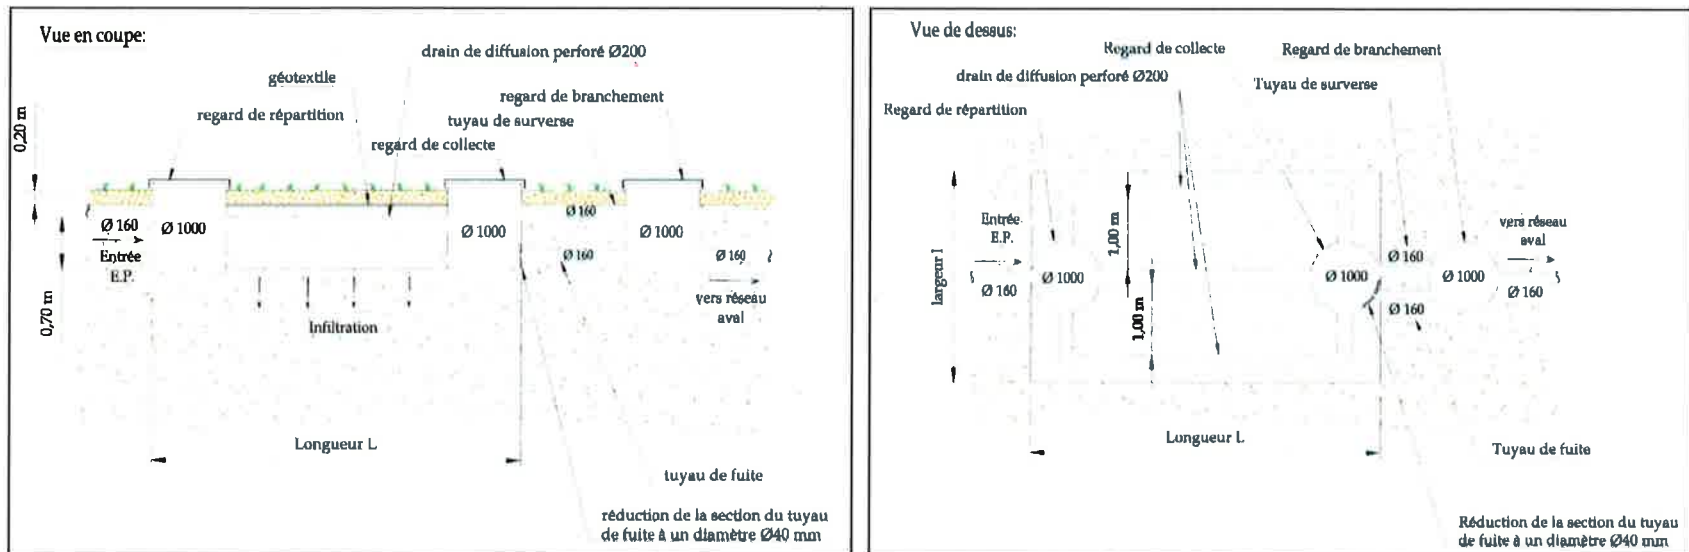 Vue en coupe:
drain de diffusion perforé Ø200
géotextile
regard de branchement
regard de répartition
tuyau de surverse
regard de collecte
0,20 m
Ø 160
Ø 160
Ø 1000
Ø 1000
Ø 1000
Entrée
E.P.
Ø 160
Ø 160
vers réseau
aval
0,70 m
Infiltration
Longueur L
tuyau de fuite
réduction de la section du tuyau
de fuite à un diamètre Ø40 mm
Vue de dessus:
Regard de collecte
Regard de branchement
drain de diffusion perforé Ø200
Tuyau de surverse
Regard de répartition
Entrée
E.P.
Ø 160
Ø 1000
1,00 m
1,00 m
largeur l
Ø 160
Ø 1000
Ø 1000
Ø 160
vers réseau
aval
Ø 160
Longueur L
Tuyau de fuite
Réduction de la section du tuyau
de fuite à un diamètre Ø40 mm